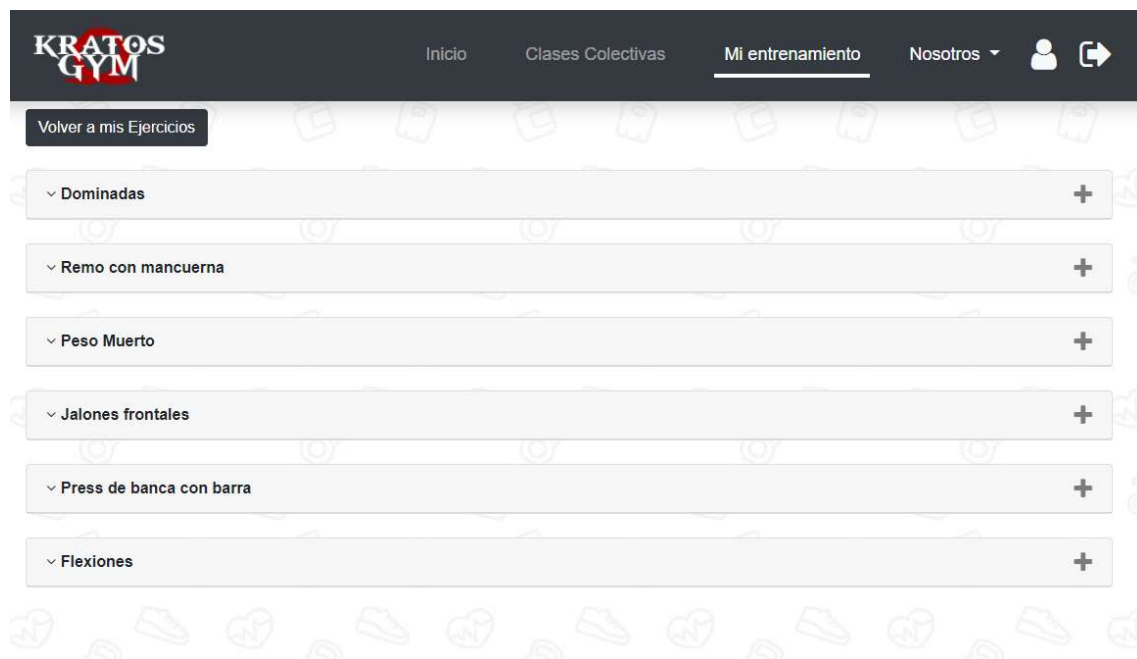 KRATOS
GYM
Inicio Clases Colectivas Mi entrenamiento Nosotros
Volver a mis Ejercicios
Dominadas
Remo con mancuerna
Peso Muerto
Jalones frontales
Press de banca con barra
Flexiones